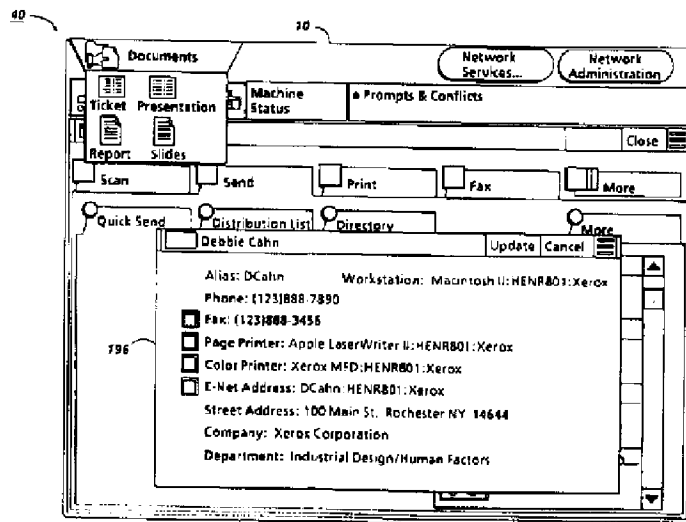 40
30
Documents
Network Services...
Network Administration
Ticket Presentation
Machine Status
Prompts & Conflicts
Report Slides
Close
Scan Send Print Fax More
Quick Send Distribution List Directory More
Debbie Cahn Update Cancel
Alias: DCahn Workstation: Macintosh II:HENR801:Xerox
Phone: (123)888-7890
Fax: (123)888-3456
196
Page Printer: Apple LaserWriter II:HENR801:Xerox
Color Printer: Xerox MFD:HENR801:Xerox
E-Net Address: DCahn:HENR801:Xerox
Street Address: 100 Main St. Rochester NY 14644
Company: Xerox Corporation
Department: Industrial Design/Human Factors